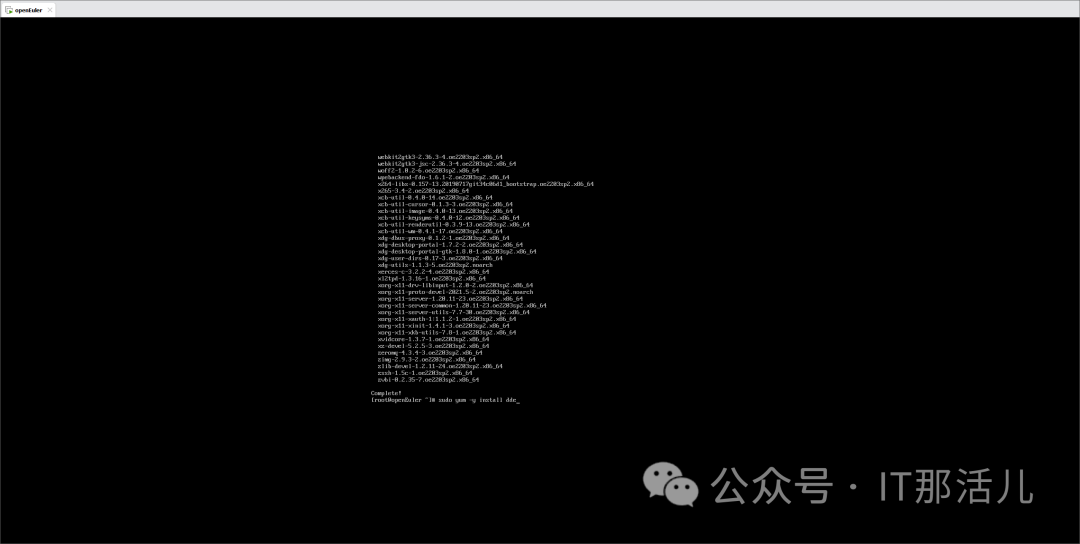 openEuler
webkit2gtk3-2.36.3-4.oe2203sp2.x86_64
webkit2gtk3-jsc-2.36.3-4.oe2203sp2.x86_64
woff2-1.0.2-6.oe2203sp2.x86_64
wpebackend-fdo-1.6.1-2.oe2203sp2.x86_64
x264-libs-0.157-13.20190717git34c06d1_bootstrap.oe2203sp2.x86_64
x265-3.4-2.oe2203sp2.x86_64
xcb-util-0.4.0-14.oe2203sp2.x86_64
xcb-util-cursor-0.1.3-3.oe2203sp2.x86_64
xcb-util-image-0.4.0-13.oe2203sp2.x86_64
xcb-util-keysyms-0.4.0-12.oe2203sp2.x86_64
xcb-util-renderutil-0.3.9-13.oe2203sp2.x86_64
xcb-util-wm-0.4.1-17.oe2203sp2.x86_64
xdg-dbus-proxy-0.1.2-1.oe2203sp2.x86_64
xdg-desktop-portal-1.7.2-2.oe2203sp2.x86_64
xdg-desktop-portal-gtk-1.8.0-1.oe2203sp2.x86_64
xdg-user-dirs-0.17-3.oe2203sp2.x86_64
xdg-utils-1.1.3-5.oe2203sp2.noarch
xerces-c-3.2.2-4.oe2203sp2.x86_64
xl2tpd-1.3.16-1.oe2203sp2.x86_64
xorg-x11-drv-libinput-1.2.0-2.oe2203sp2.x86_64
xorg-x11-proto-devel-2021.5-2.oe2203sp2.noarch
xorg-x11-server-1.20.11-23.oe2203sp2.x86_64
xorg-x11-server-common-1.20.11-23.oe2203sp2.x86_64
xorg-x11-server-utils-7.7-30.oe2203sp2.x86_64
xorg-x11-xauth-1:1.1.2-1.oe2203sp2.x86_64
xorg-x11-xinit-1.4.1-3.oe2203sp2.x86_64
xorg-x11-xkb-utils-7.8-1.oe2203sp2.x86_64
xvidcore-1.3.7-1.oe2203sp2.x86_64
xz-devel-5.2.5-3.oe2203sp2.x86_64
zeromq-4.3.4-3.oe2203sp2.x86_64
zimg-2.9.3-2.oe2203sp2.x86_64
zlib-devel-1.2.11-24.oe2203sp2.x86_64
zssh-1.5c-1.oe2203sp2.x86_64
zvbi-0.2.35-7.oe2203sp2.x86_64
Complete!
[root@openEuler ~]# sudo yum -y install dde_
公众号 · IT那活儿